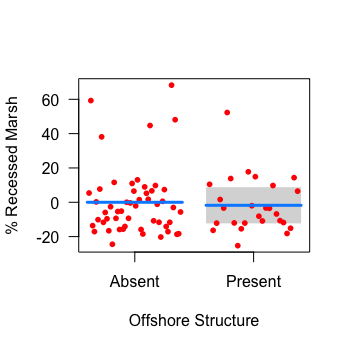 % Recessed Marsh
60
40
20
0
-20
Absent Present
Offshore Structure